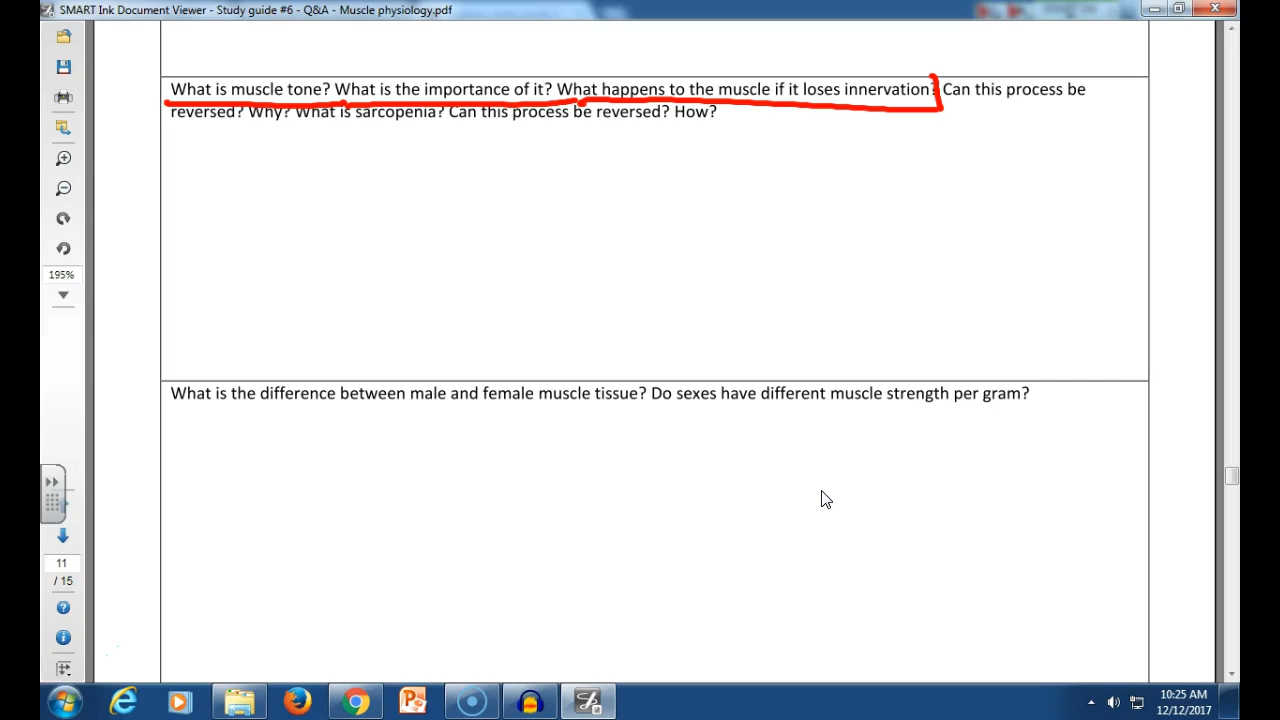 SMART Ink Document Viewer - Study guide #6 - Q&A - Muscle physiology.pdf
What is muscle tone? What is the importance of it? What happens to the muscle if it loses innervation? Can this process be
reversed? Why? What is sarcopenia? Can this process be reversed? How?
195%
What is the difference between male and female muscle tissue? Do sexes have different muscle strength per gram?
11
/ 15
10:25 AM
12/12/2017